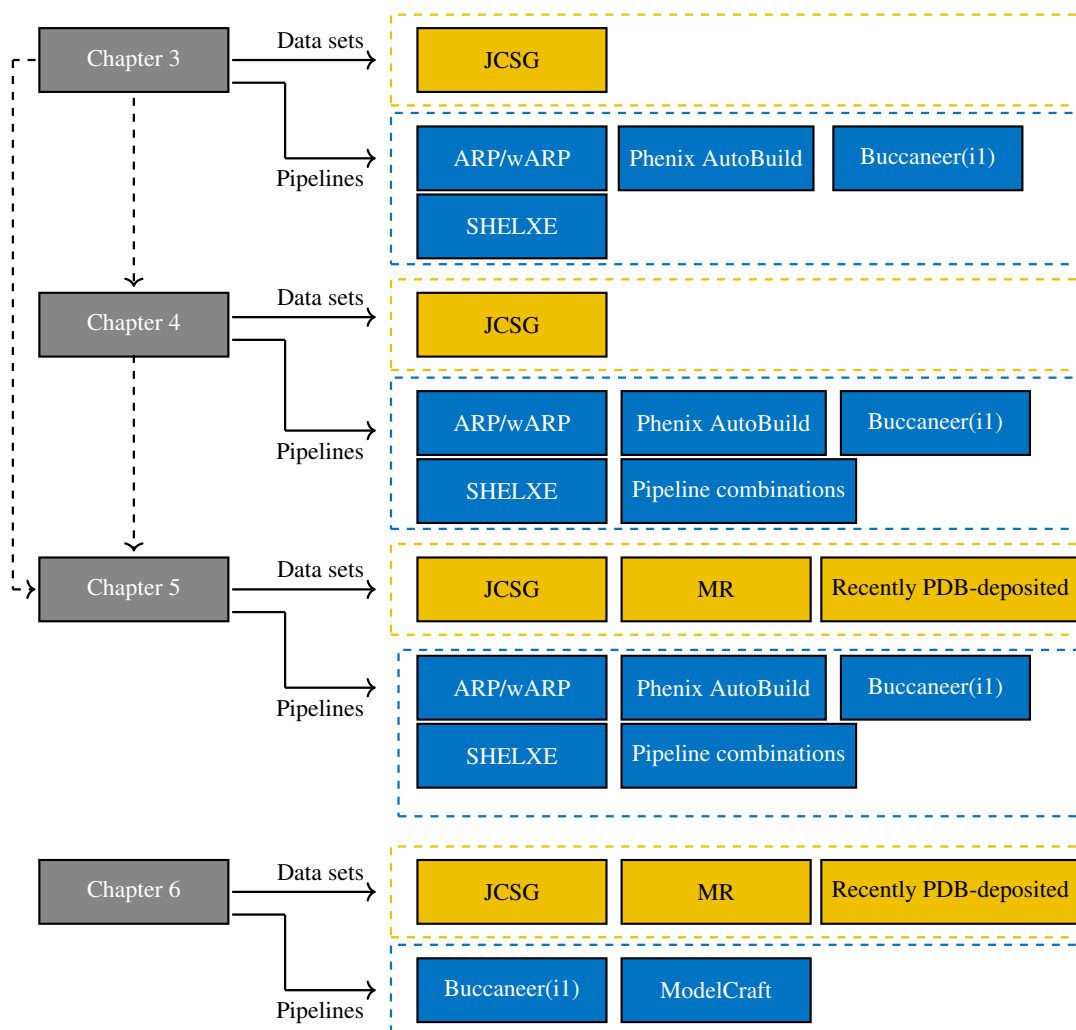 Chapter 3
Data sets
JCSG
Pipelines
ARP/wARP
Phenix AutoBuild
Buccaneer(i1)
SHELXE
Chapter 4
Data sets
JCSG
Pipelines
ARP/wARP
Phenix AutoBuild
Buccaneer(i1)
SHELXE
Pipeline combinations
Chapter 5
Data sets
JCSG
MR
Recently PDB-deposited
Pipelines
ARP/wARP
Phenix AutoBuild
Buccaneer(i1)
SHELXE
Pipeline combinations
Chapter 6
Data sets
JCSG
MR
Recently PDB-deposited
Pipelines
Buccaneer(i1)
ModelCraft